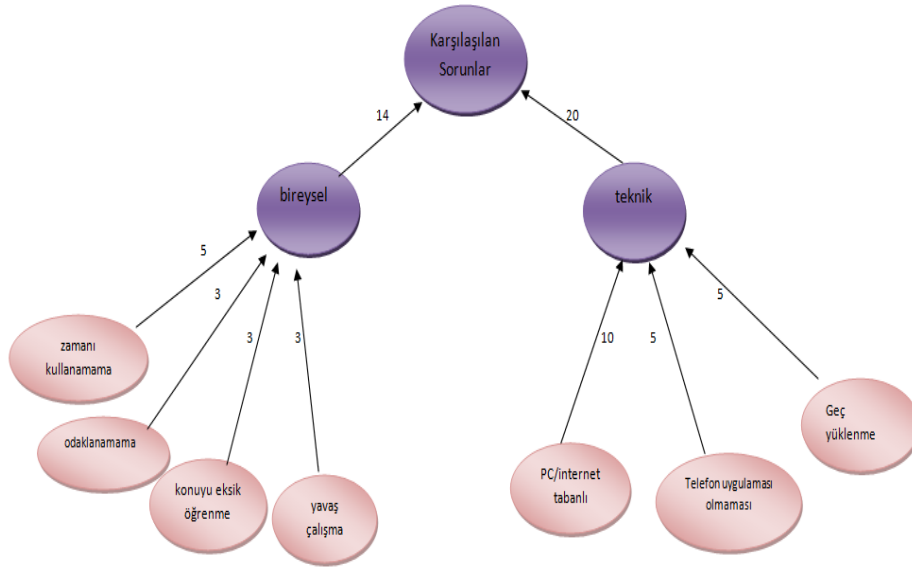 Karşılaşılan
Sorunlar
14
20
bireysel
teknik
5
3
3
3
10
5
5
zamanı
kullanamama
odaklanamama
konuyu eksik
öğrenme
yavaş
çalışma
PC/internet
tabanlı
Telefon uygulaması
olmaması
Geç
yüklenme